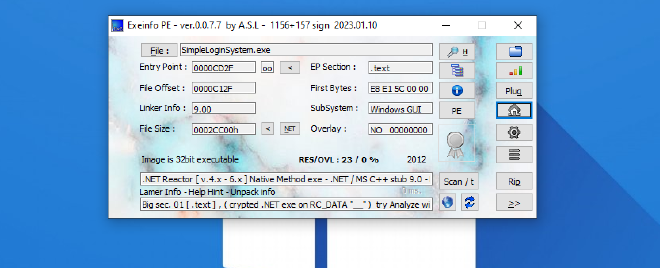 Exeinfo PE - ver.0.0.7.7 by A.S.L - 1156+157 sign 2023.01.10
File : SimpleLoginSystem.exe H
Entry Point : 0000CD2F oo < EP Section : .text
File Offset : 0000C12F First Bytes : E8 E1 5C 00 00 Plug
Linker Info : 9.00 SubSystem : Windows GUI PE
File Size : 0002CC00h < NET Overlay : NO 00000000
Image is 32bit executable RES/OVL : 23 / 0 % 2012
.NET Reactor [ v.4.x - 6.x ] Native Method exe - .NET / MS C++ stub 9.0 - Scan / t Rip
Lamer Info - Help Hint - Unpack info
Big sec. 01 [ .text ] , ( crypted .NET exe on RC_DATA "__" ) try Analyze wi >>